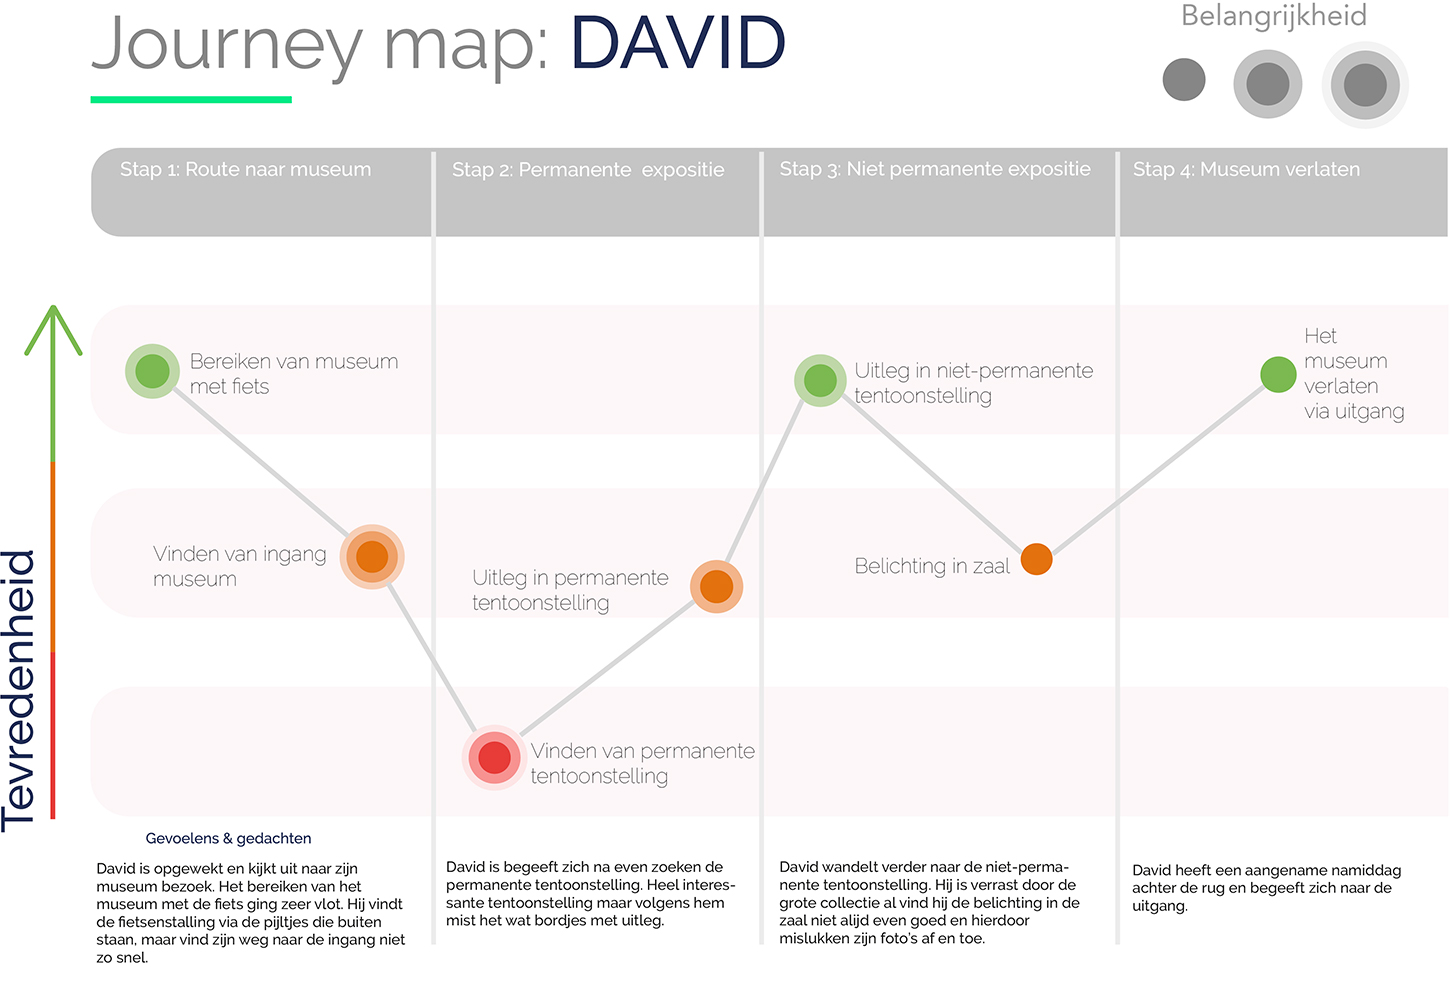 Journey map: DAVID
Belangrijkheid
Stap 1: Route naar museum
Stap 2: Permanente expositie
Stap 3: Niet permanente expositie
Stap 4: Museum verlaten
Tevredenheid
Bereiken van museum
met fiets
Vinden van ingang
museum
Uitleg in permanente
tentoonstelling
Vinden van permanente
tentoonstelling
Uitleg in niet-permanente
tentoonstelling
Belichting in zaal
Het
museum
verlaten
via uitgang
Gevoelens & gedachten
David is opgewekt en kijkt uit naar zijn
museum bezoek. Het bereiken van het
museum met de fiets ging zeer vlot. Hij vindt
de fietsenstalling via de pijltjes die buiten
staan, maar vind zijn weg naar de ingang niet
zo snel.
David is begeeft zich na even zoeken de
permanente tentoonstelling. Heel interes-
sante tentoonstelling maar volgens hem
mist het wat bordjes met uitleg.
David wandelt verder naar de niet-perma-
nente tentoonstelling. Hij is verrast door de
grote collectie al vind hij de belichting in de
zaal niet alijd even goed en hierdoor
mislukken zijn foto's af en toe.
David heeft een aangename namiddag
achter de rug en begeeft zich naar de
uitgang.